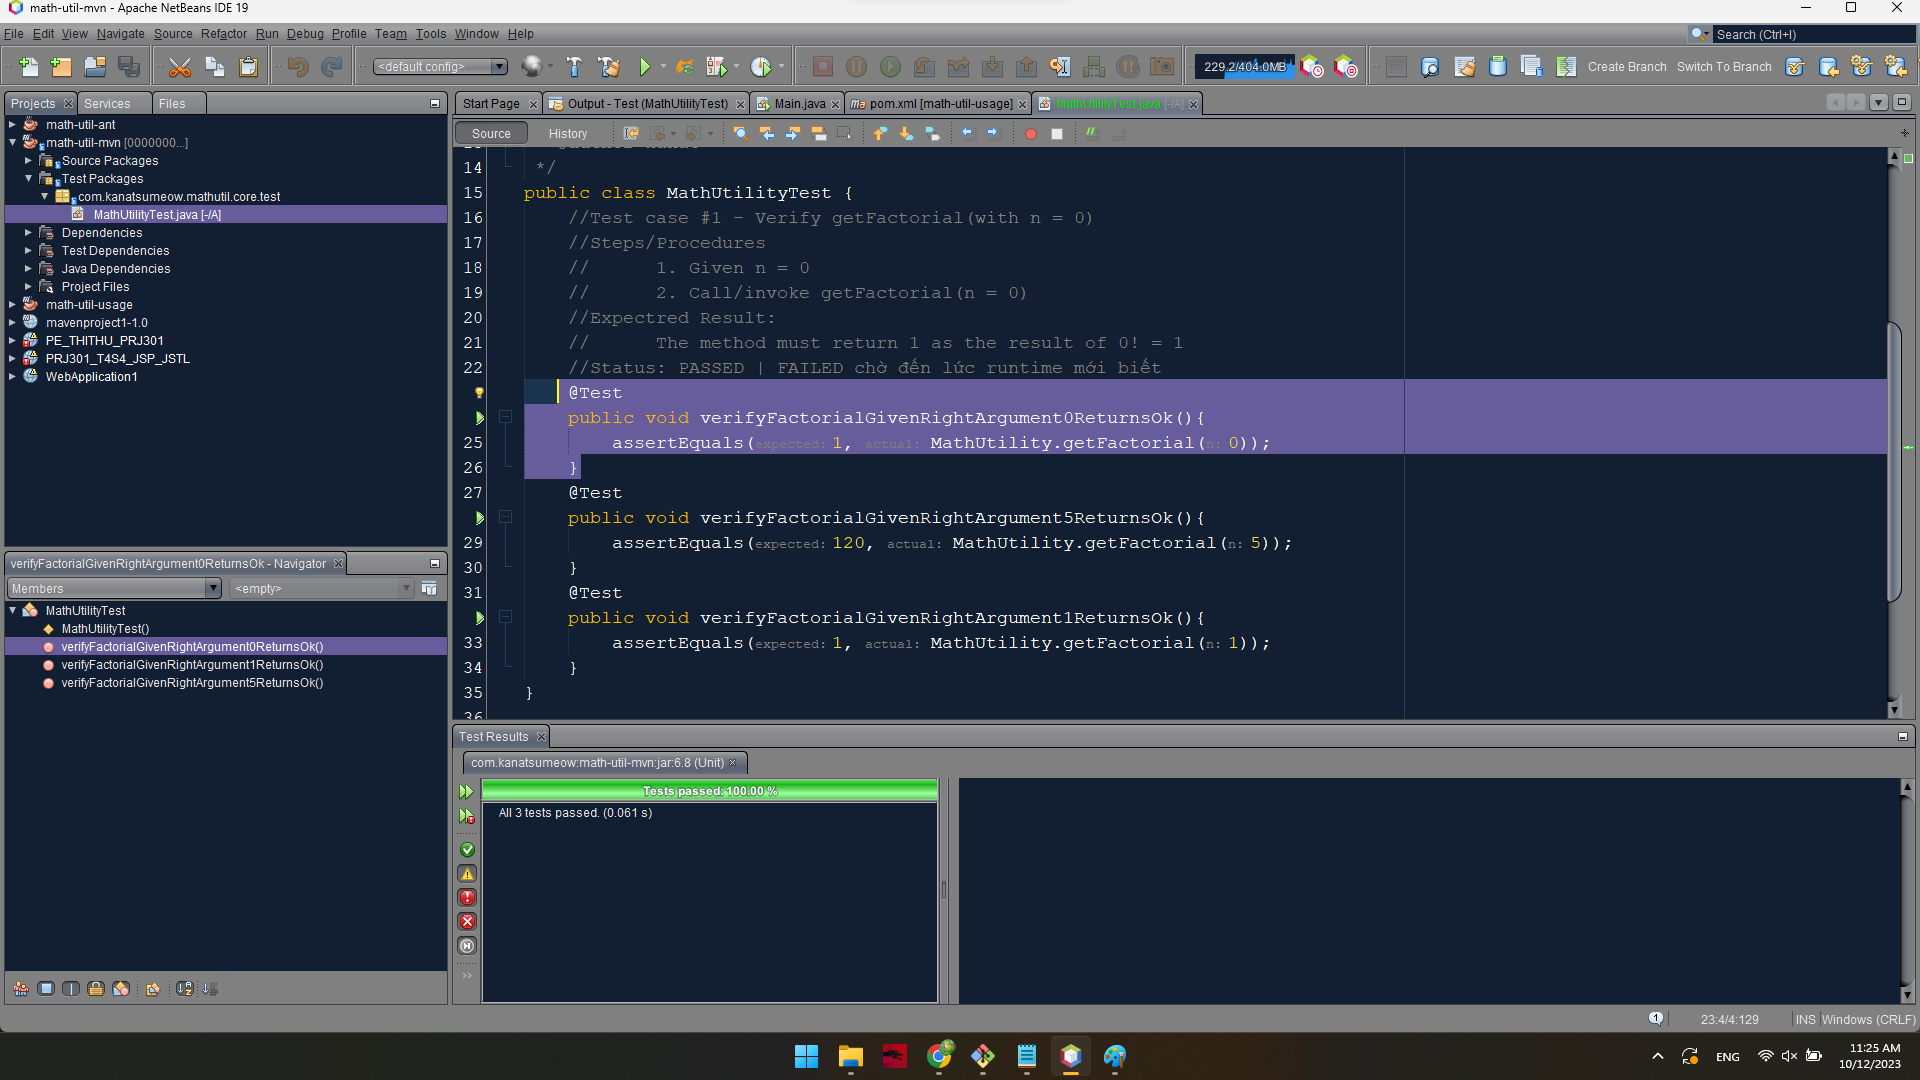 math-util-mvn - Apache NetBeans IDE 19
File Edit View Navigate Source Refactor Run Debug Profile Team Tools Window Help
Search (Ctrl+I)
<default config>
229.2/404.0MB
Create Branch Switch To Branch
Projects Services Files
Start Page Output - Test (MathUtilityTest) Main.java pom.xml [math-util-usage] MathUtilityTest.java [-/A]
Source History
math-util-ant
math-util-mvn [0000000...]
Source Packages
Test Packages
com.kanatsumeow.mathutil.core.test
MathUtilityTest.java [-/A]
Dependencies
Test Dependencies
Java Dependencies
Project Files
math-util-usage
mavenproject1-1.0
PE_THITHU_PRJ301
PRJ301_T4S4_JSP_JSTL
WebApplication1
14 */
15 public class MathUtilityTest {
16 //Test case #1 - Verify getFactorial(with n = 0)
17 //Steps/Procedures
18 // 1. Given n = 0
19 // 2. Call/invoke getFactorial(n = 0)
20 //Expectred Result:
21 // The method must return 1 as the result of 0! = 1
22 //Status: PASSED | FAILED chờ đến lúc runtime mới biết
@Test
public void verifyFactorialGivenRightArgument0ReturnsOk(){
25 assertEquals(expected: 1, actual: MathUtility.getFactorial(n: 0));
26 }
27 @Test
public void verifyFactorialGivenRightArgument5ReturnsOk(){
29 assertEquals(expected: 120, actual: MathUtility.getFactorial(n: 5));
30 }
31 @Test
public void verifyFactorialGivenRightArgument1ReturnsOk(){
33 assertEquals(expected: 1, actual: MathUtility.getFactorial(n: 1));
34 }
35 }
36
verifyFactorialGivenRightArgument0ReturnsOk - Navigator
Members <empty>
MathUtilityTest
MathUtilityTest()
verifyFactorialGivenRightArgument0ReturnsOk()
verifyFactorialGivenRightArgument1ReturnsOk()
verifyFactorialGivenRightArgument5ReturnsOk()
Test Results
com.kanatsumeow:math-util-mvn:jar:6.8 (Unit)
Tests passed: 100.00 %
All 3 tests passed. (0.061 s)
1 23:4/4:129 INS Windows (CRLF)
ENG
11:25 AM
10/12/2023